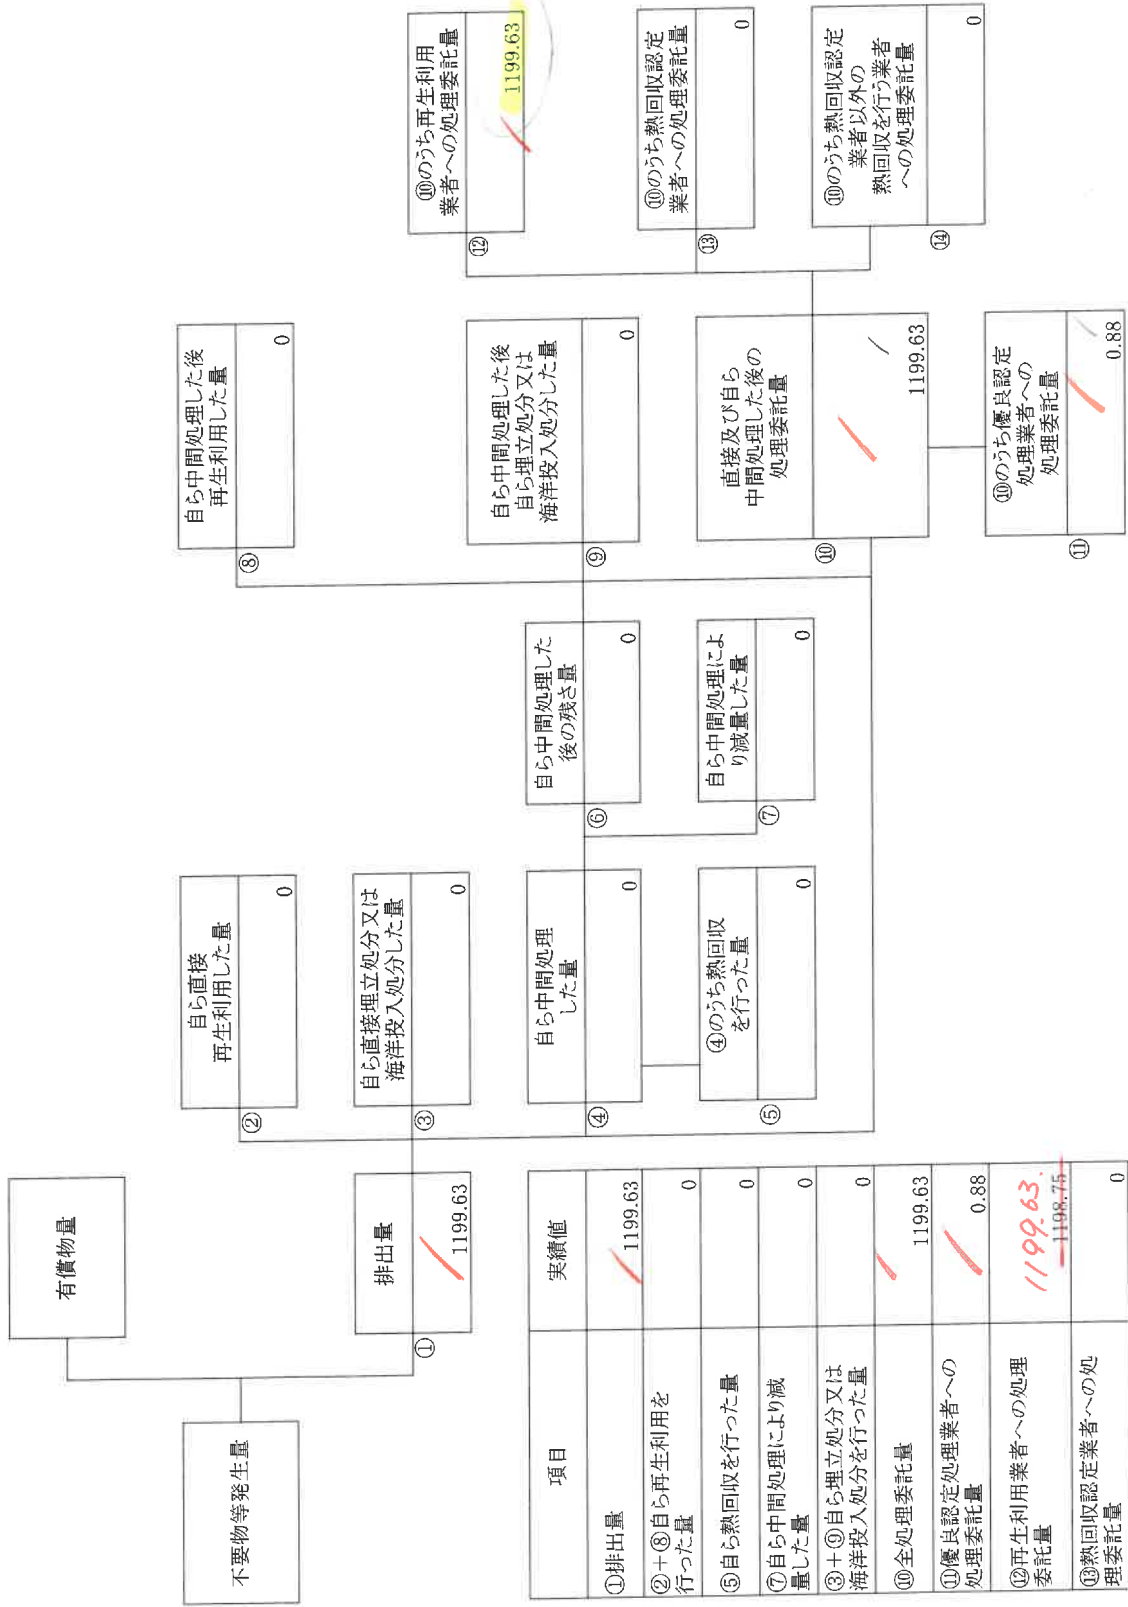 有償物量
不要物等発生量
排出量
①
1199.63
自ら直接
再生利用した量
②
0
自ら直接埋立処分又は
海洋投入処分した量
③
0
自ら中間処理
した量
④
0
④のうち熱回収
を行った量
⑤
0
自ら中間処理した
後の残さ量
⑥
0
自ら中間処理によ
り減量した量
⑦
0
自ら中間処理した後
再生利用した量
⑧
0
自ら中間処理した後
自ら埋立処分又は
海洋投入処分した量
⑨
0
直接及び自ら
中間処理した後の
処理委託量
⑩
1199.63
⑩のうち優良認定
処理業者への
処理委託量
⑪
0.88
⑩のうち再生利用
業者への処理委託量
⑫
1199.63
⑩のうち熱回収認定
業者への処理委託量
⑬
0
⑩のうち熱回収認定
業者以外の
熱回収を行う業者
への処理委託量
⑭
0
項目 実績値
①排出量 1199.63
②+⑧自ら再生利用を
行った量 0
⑤自ら熱回収を行った量 0
⑦自ら中間処理により減
量した量 0
③+⑨自ら埋立処分又は
海洋投入処分を行った量 0
⑩全処理委託量 1199.63
⑪優良認定処理業者への
処理委託量 0.88
⑫再生利用業者への処理
委託量 1199.63.
1198.75
⑬熱回収認定業者への処
理委託量 0